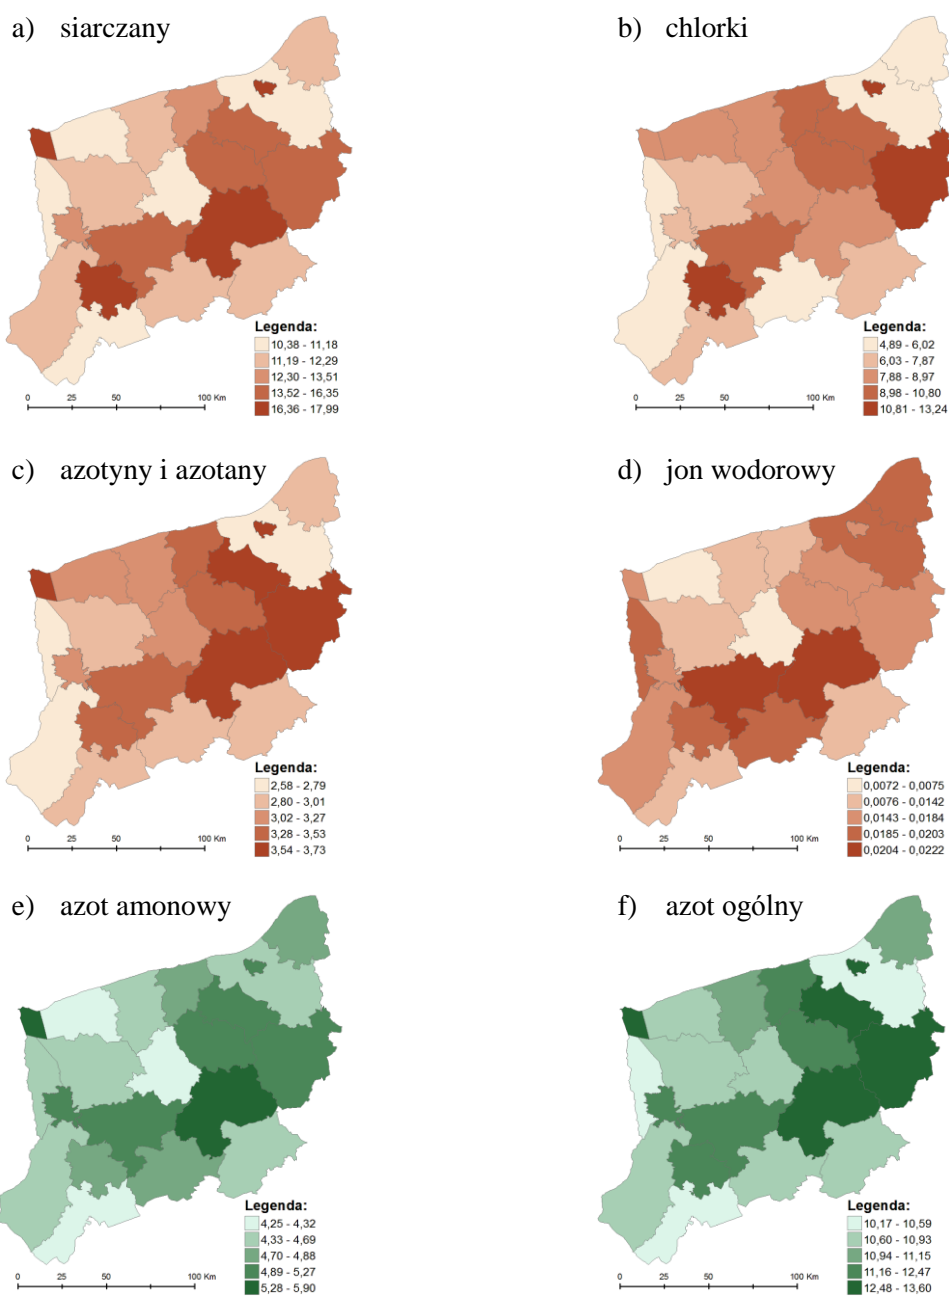 a) siarczany
Legenda:
10,38 - 11,18
11,19 - 12,29
12,30 - 13,51
13,52 - 16,35
16,36 - 17,99
0 25 50 100 Km
b) chlorki
Legenda:
4,89 - 6,02
6,03 - 7,87
7,88 - 8,97
8,98 - 10,80
10,81 - 13,24
0 25 50 100 Km
c) azotyny i azotany
Legenda:
2,58 - 2,79
2,80 - 3,01
3,02 - 3,27
3,28 - 3,53
3,54 - 3,73
0 25 50 100 Km
d) jon wodorowy
Legenda:
0,0072 - 0,0075
0,0076 - 0,0142
0,0143 - 0,0184
0,0185 - 0,0203
0,0204 - 0,0222
0 25 50 100 Km
e) azot amonowy
Legenda:
4,25 - 4,32
4,33 - 4,69
4,70 - 4,88
4,89 - 5,27
5,28 - 5,90
0 25 50 100 Km
f) azot ogólny
Legenda:
10,17 - 10,59
10,60 - 10,93
10,94 - 11,15
11,16 - 12,47
12,48 - 13,60
0 25 50 100 Km